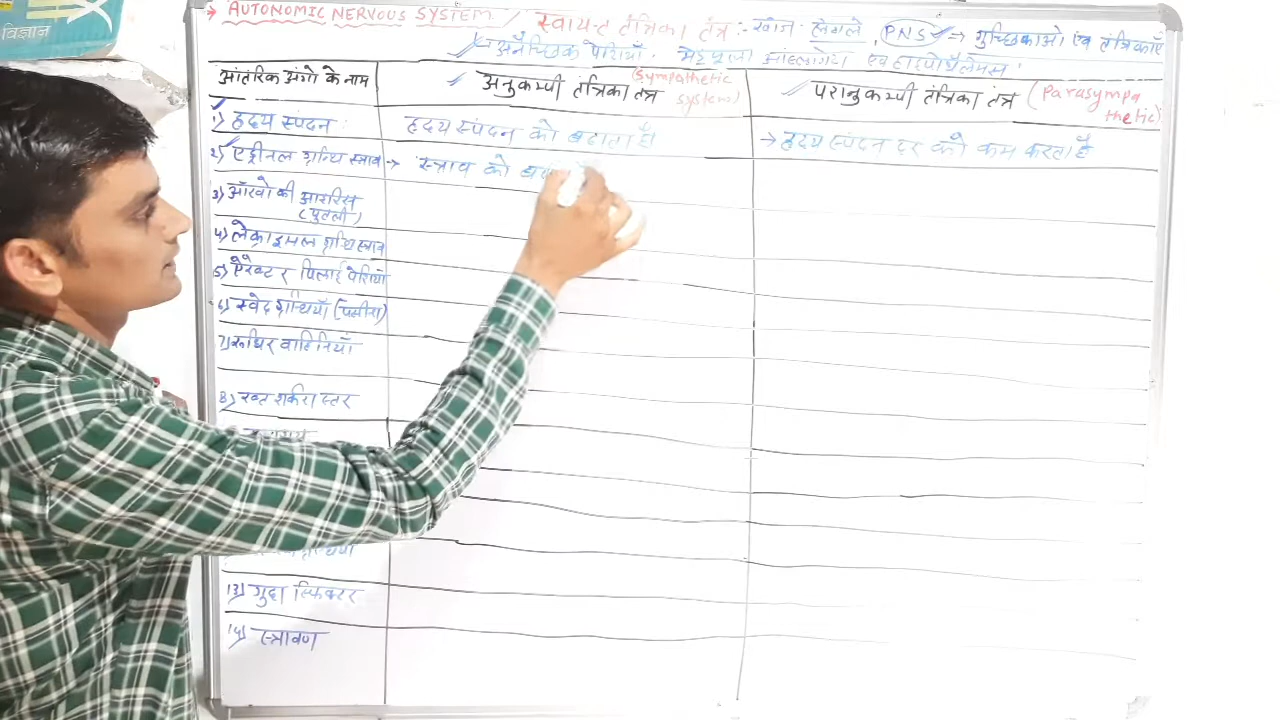 विज्ञान
→ AUTONOMIC NERVOUS SYSTEM / स्वायत्त तंत्रिका तंत्र :- खोज - लेंगले , PNS → गुच्छिकाओं एवं तंत्रिकाएँ
अनैच्छिक पेशियाँ . एवं हाइपोथैलेमस .
आंतरिक अंगो के नाम
अनुकम्पी तंत्रिका तंत्र (Sympathetic system)
परानुकम्पी तंत्रिका तंत्र (Parasympathetic)
1) हृदय स्पंदन
हृदय स्पंदन को बढाता है
→ हृदय स्पंदन दर को कम करता है
2) एड्रीनल ग्रन्थि स्त्राव → स्त्राव को
3) आँखो की आयरिस (पुतली)
4) लेक्राइमल ग्रंथि स्त्राव
5) ऐरेक्टर पिलाई पेशियाँ
6) स्वेद ग्रन्थियाँ (पसीना)
7) रूधिर वाहिनियाँ
8) रक्त शर्करा स्तर
13) गुदा स्फिंक्टर
14) स्त्रावण